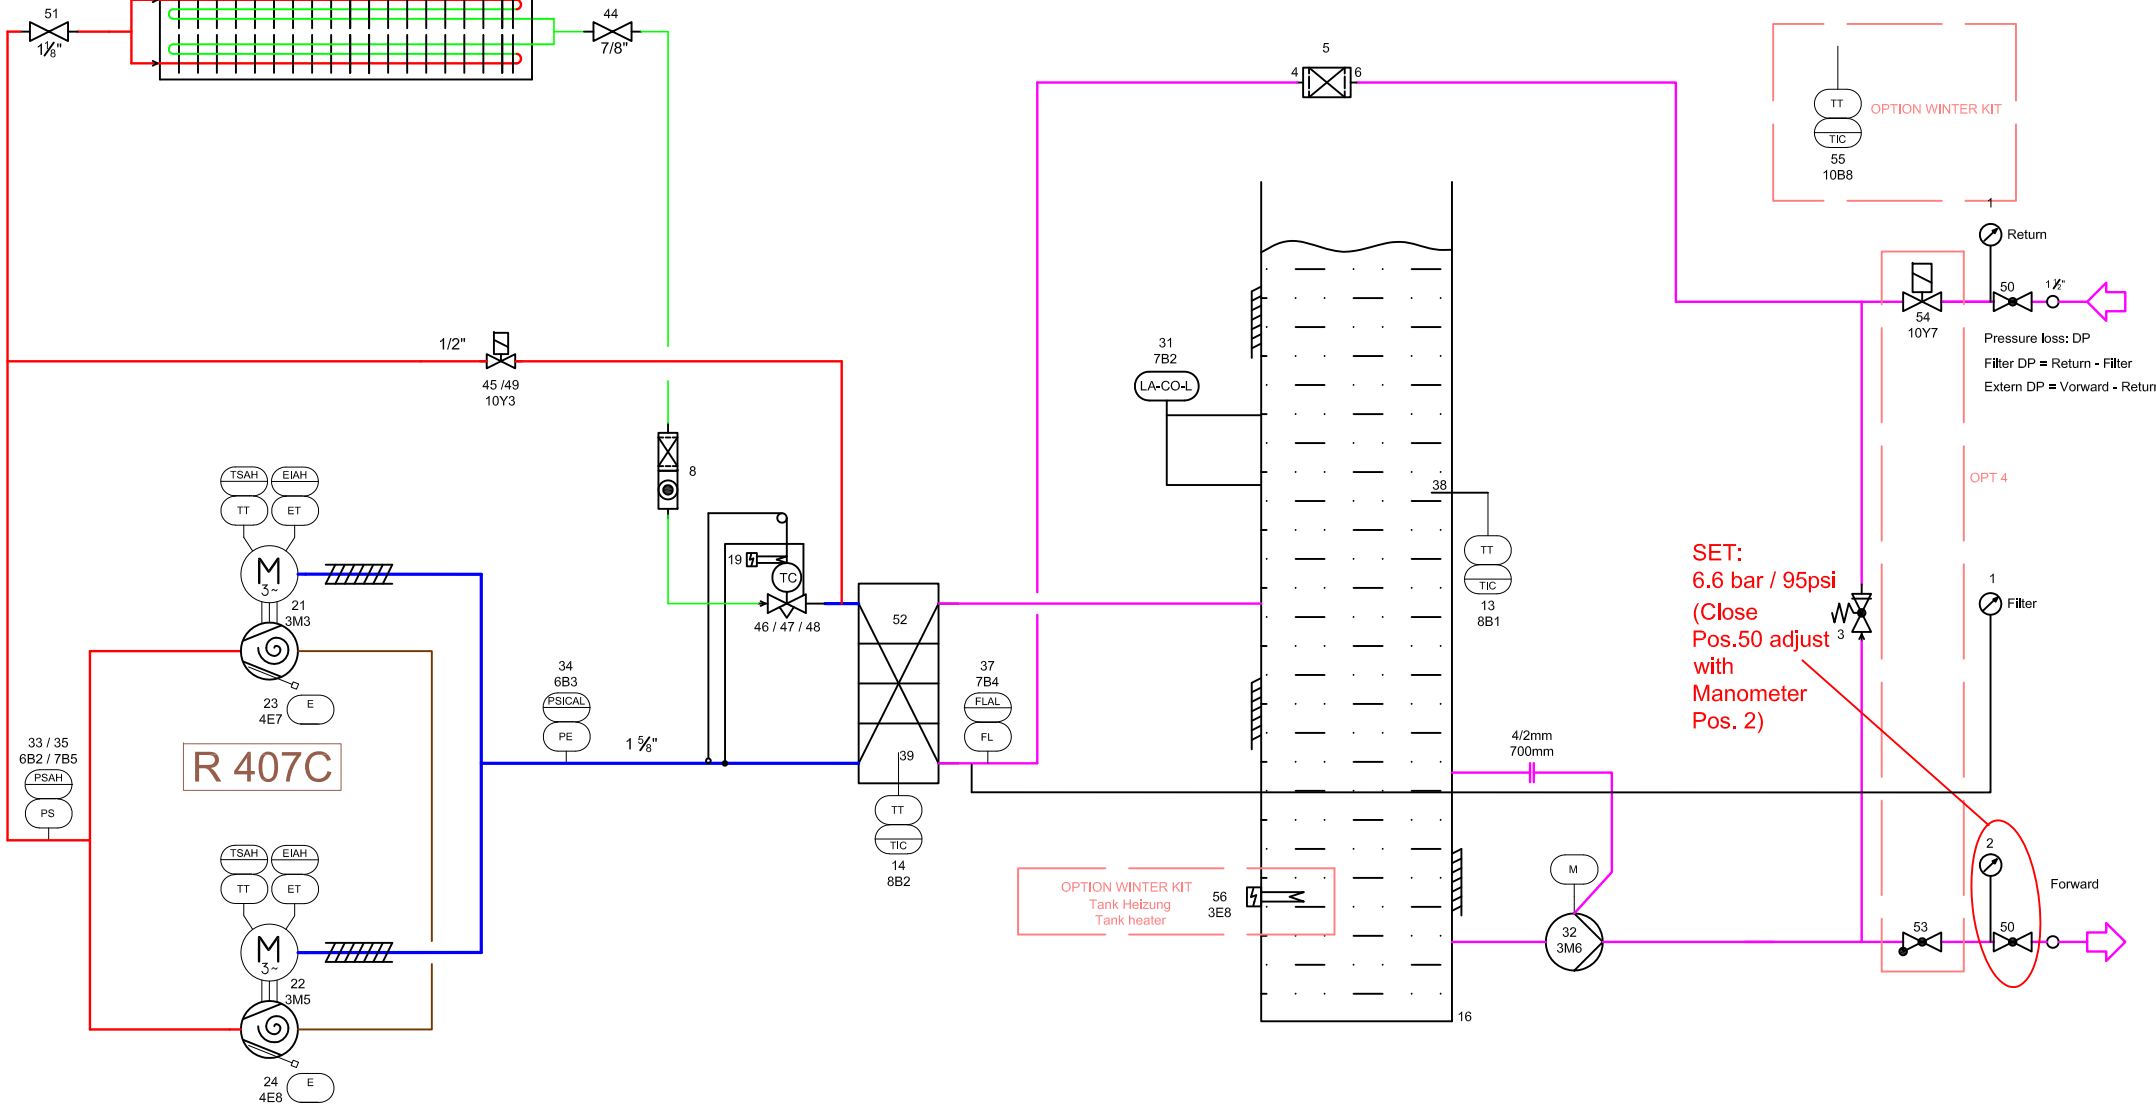 51
1⅛"
44
7/8"
5
4
6
TT
TIC
55
10B8
OPTION WINTER KIT
1
Return
50
1½"
54
10Y7
Pressure loss: DP
Filter DP = Return - Filter
Extern DP = Vorward - Return
1/2"
45 /49
10Y3
31
7B2
LA-CO-L
8
TSAH
EIAH
TT
ET
M
3~
21
3M3
23
4E7
E
19
TC
46 / 47 / 48
52
38
TT
TIC
13
8B1
OPT 4
SET:
6.6 bar / 95psi
(Close
Pos.50 adjust
with
Manometer
Pos. 2)
3
1
Filter
34
6B3
PSICAL
PE
1 ⅝"
37
7B4
FLAL
FL
39
TT
TIC
14
8B2
33 / 35
6B2 / 7B5
PSAH
PS
R 407C
4/2mm
700mm
TSAH
EIAH
TT
ET
M
3~
22
3M5
24
4E8
E
OPTION WINTER KIT
Tank Heizung
Tank heater
56
3E8
M
32
3M6
16
53
2
50
Forward